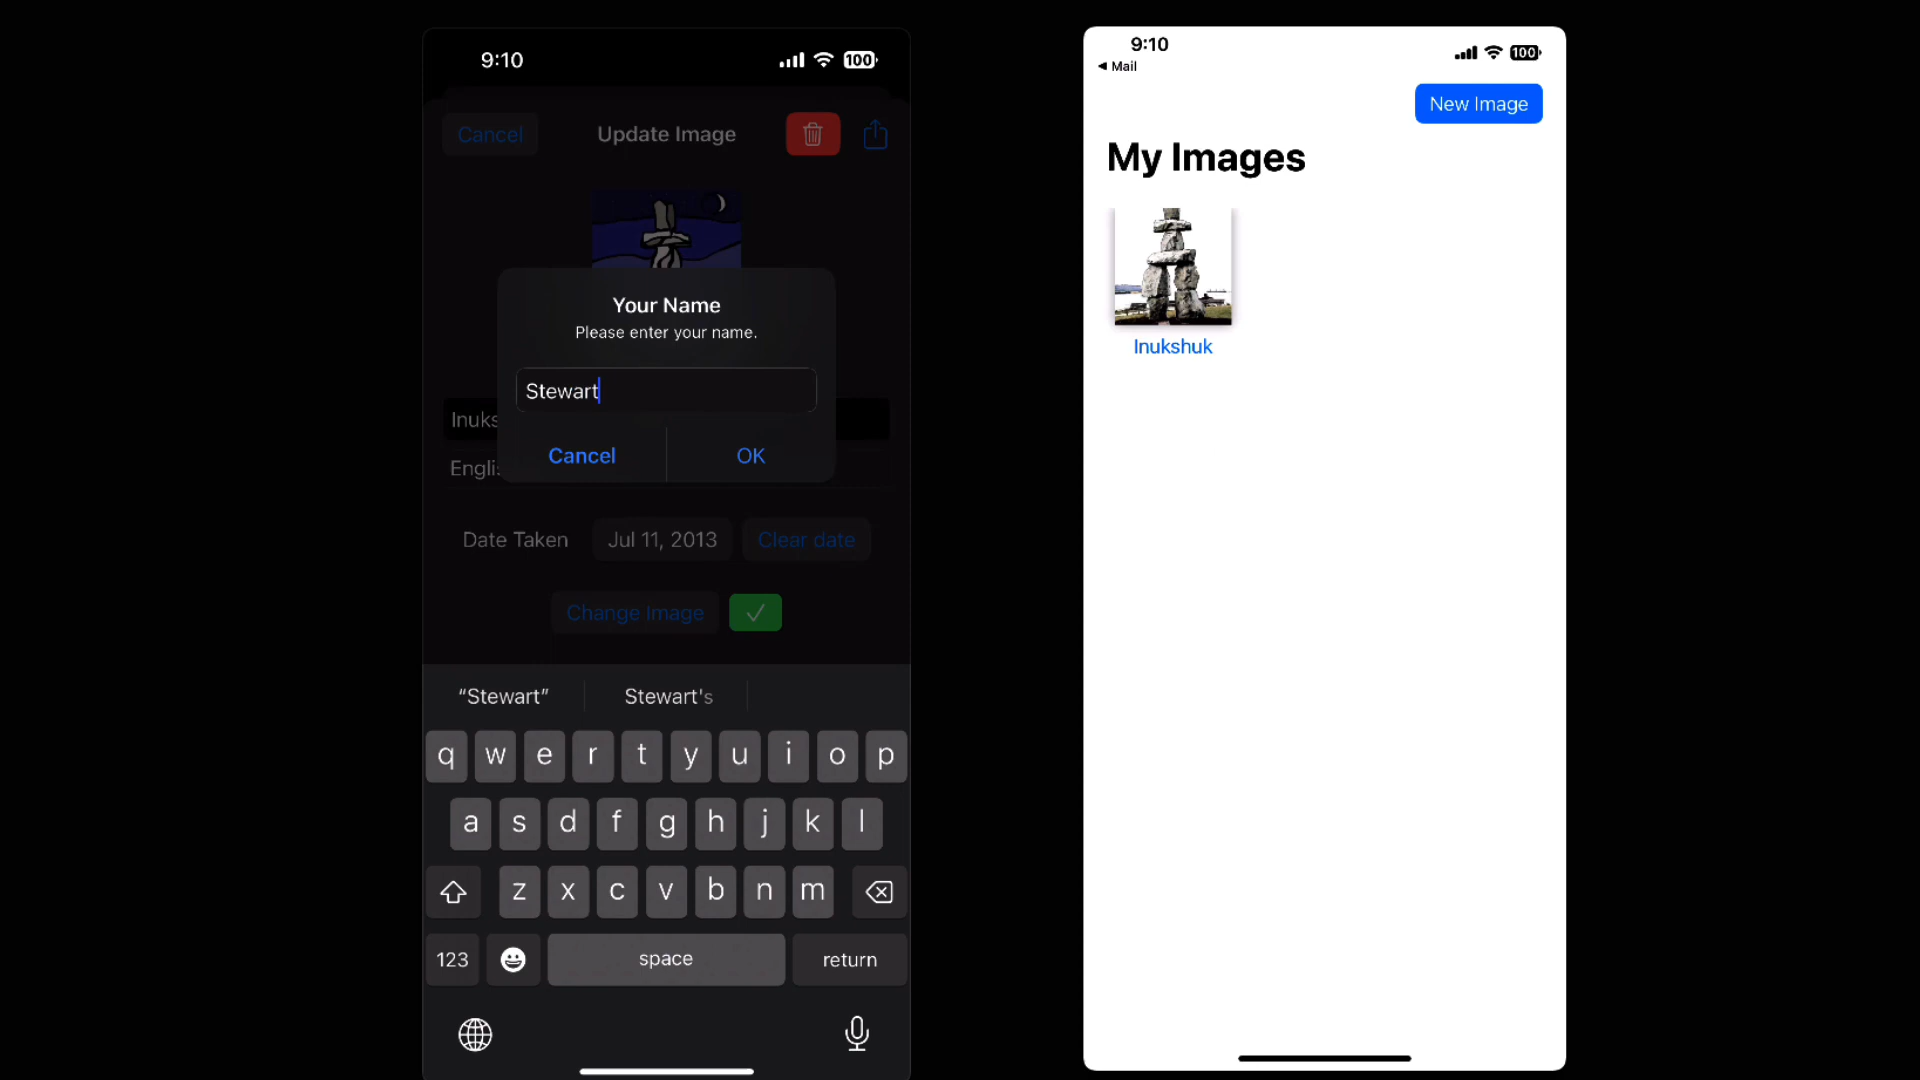 9:10
100
Cancel
Update Image
Your Name
Please enter your name.
Stewart
Cancel
OK
Inuks
Englis
Date Taken
Jul 11, 2013
Clear date
Change Image
“Stewart”
Stewart's
q w e r t y u i o p
a s d f g h j k l
z x c v b n m
123
space
return
9:10
100
Mail
New Image
My Images
Inukshuk